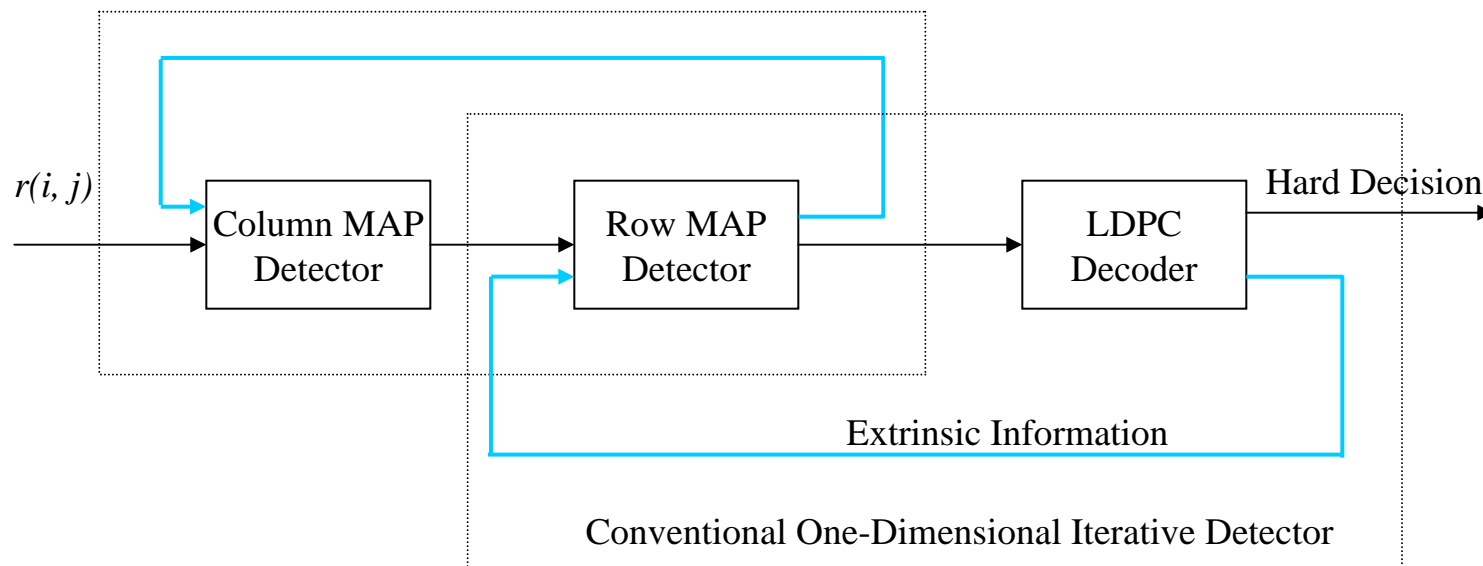 r(i, j)
Column MAP
Detector
Row MAP
Detector
LDPC
Decoder
Hard Decision
Extrinsic Information
Conventional One-Dimensional Iterative Detector